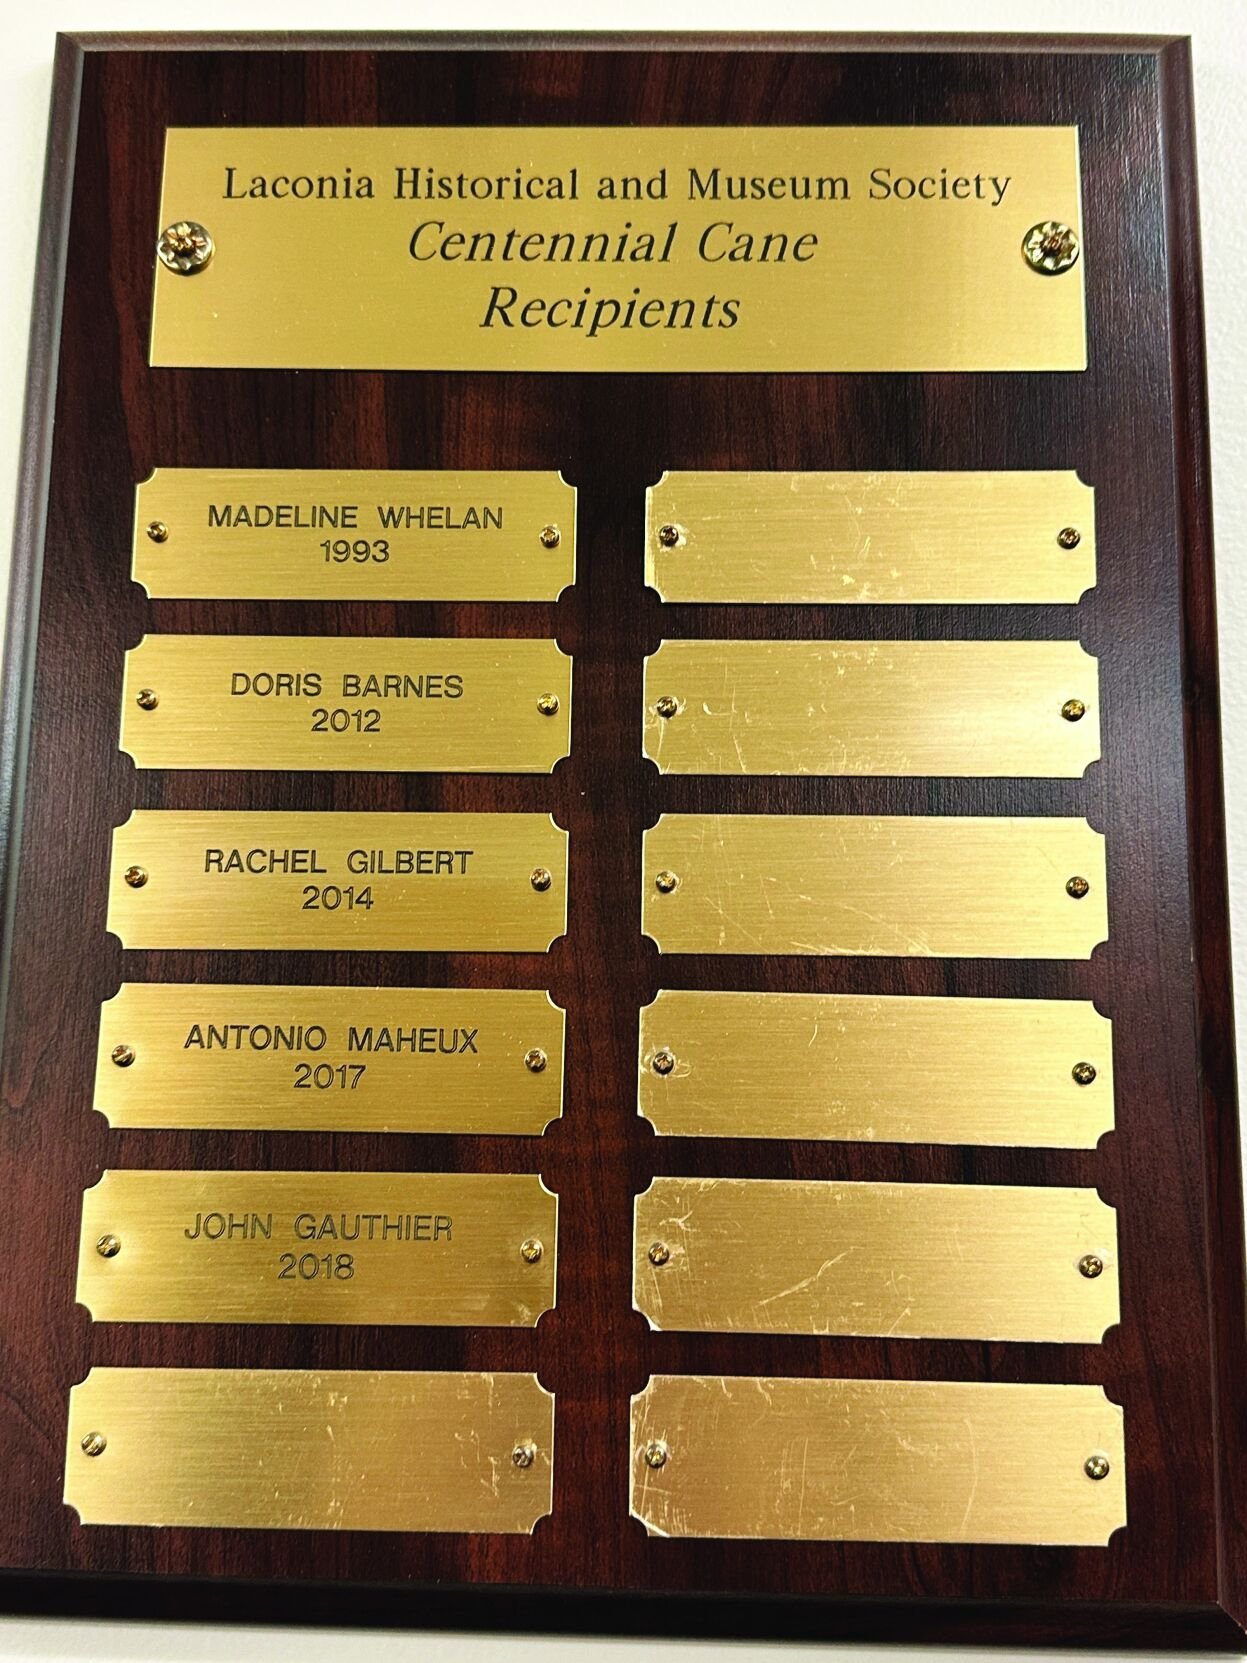 Laconia Historical and Museum Society
Centennial Cane
Recipients
MADELINE WHELAN
1993
DORIS BARNES
2012
RACHEL GILBERT
2014
ANTONIO MAHEUX
2017
JOHN GAUTHIER
2018